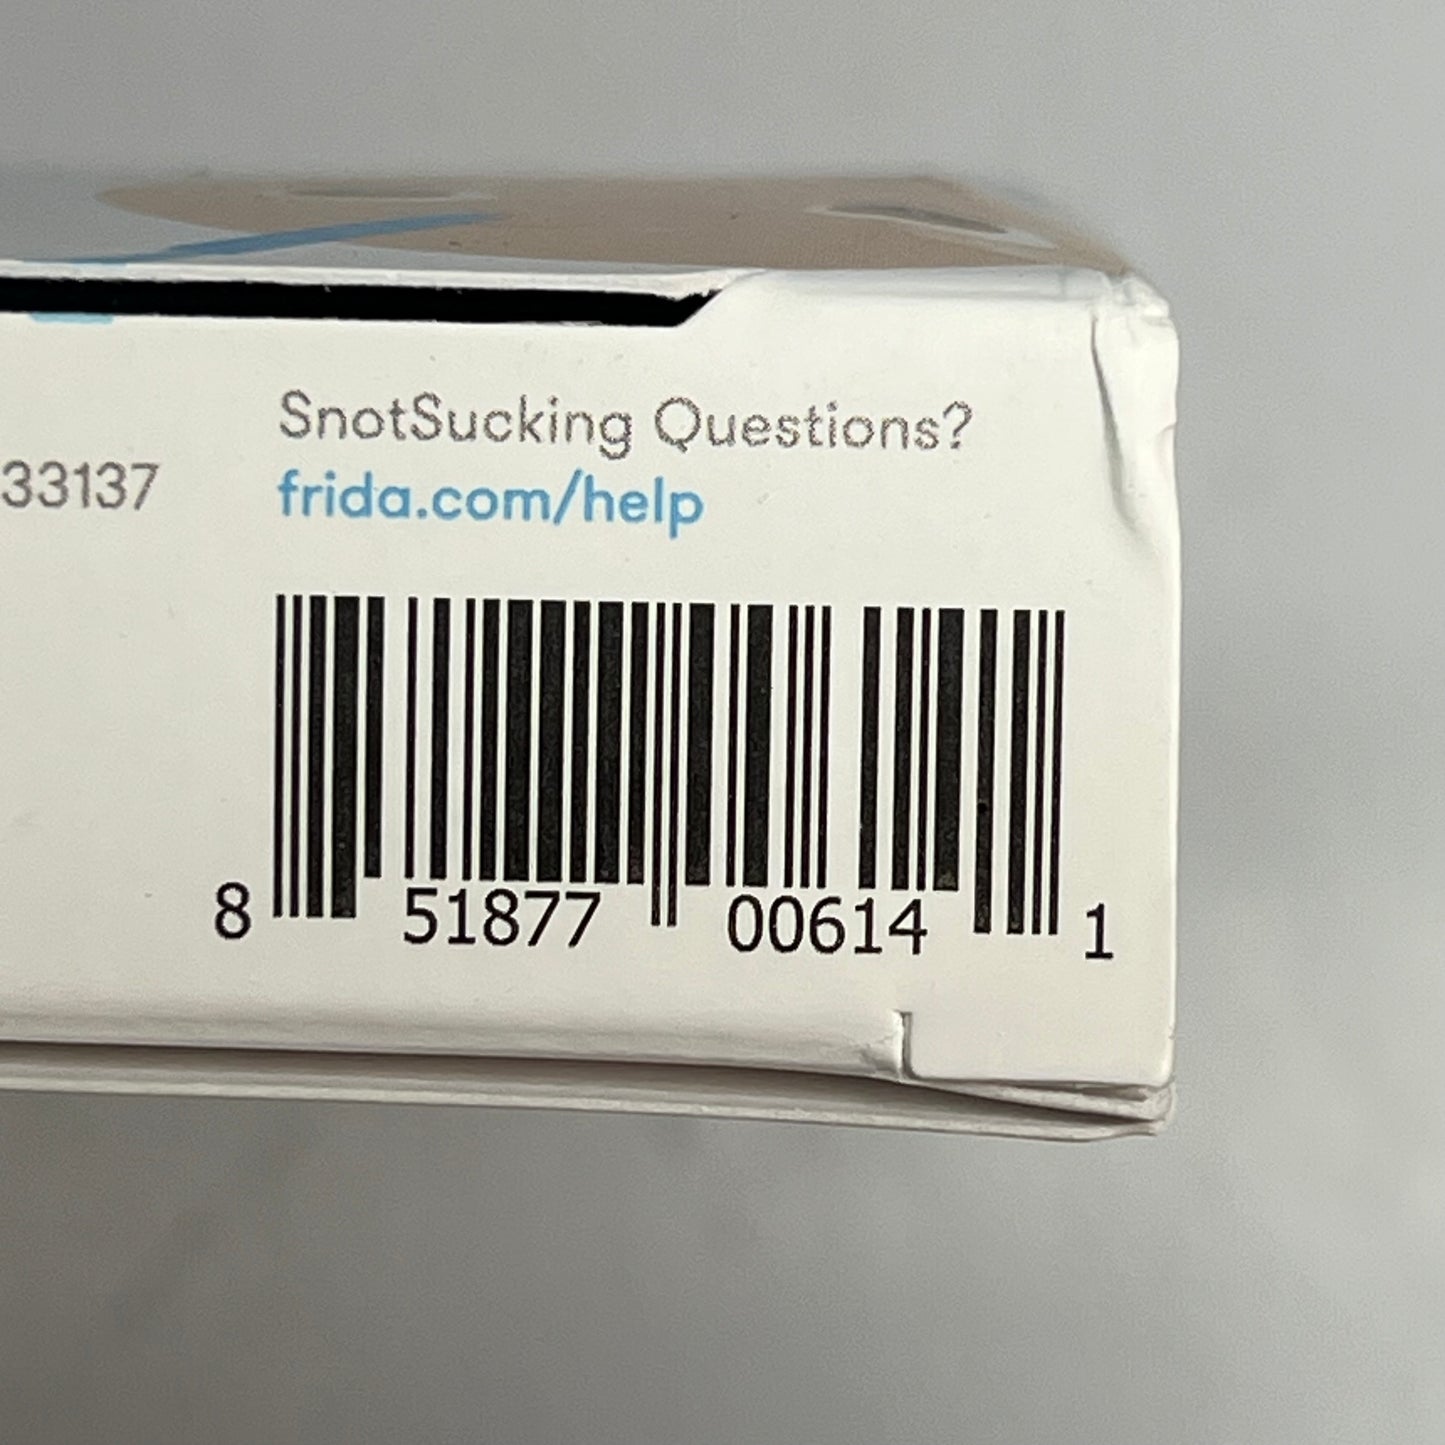 33137
SnotSucking Questions?
frida.com/help
8 51877 00614 1